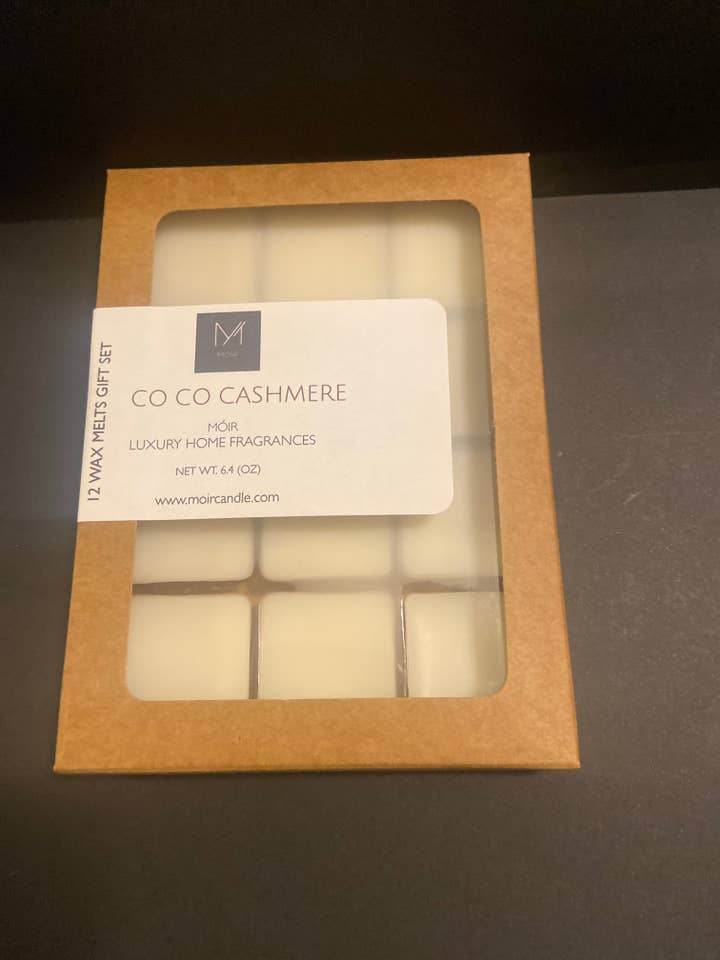 12 WAX MELTS GIFT SET
M
MÓIR
CO CO CASHMERE
MÓIR
LUXURY HOME FRAGRANCES
NET WT. 6.4 (OZ)
www.moircandle.com